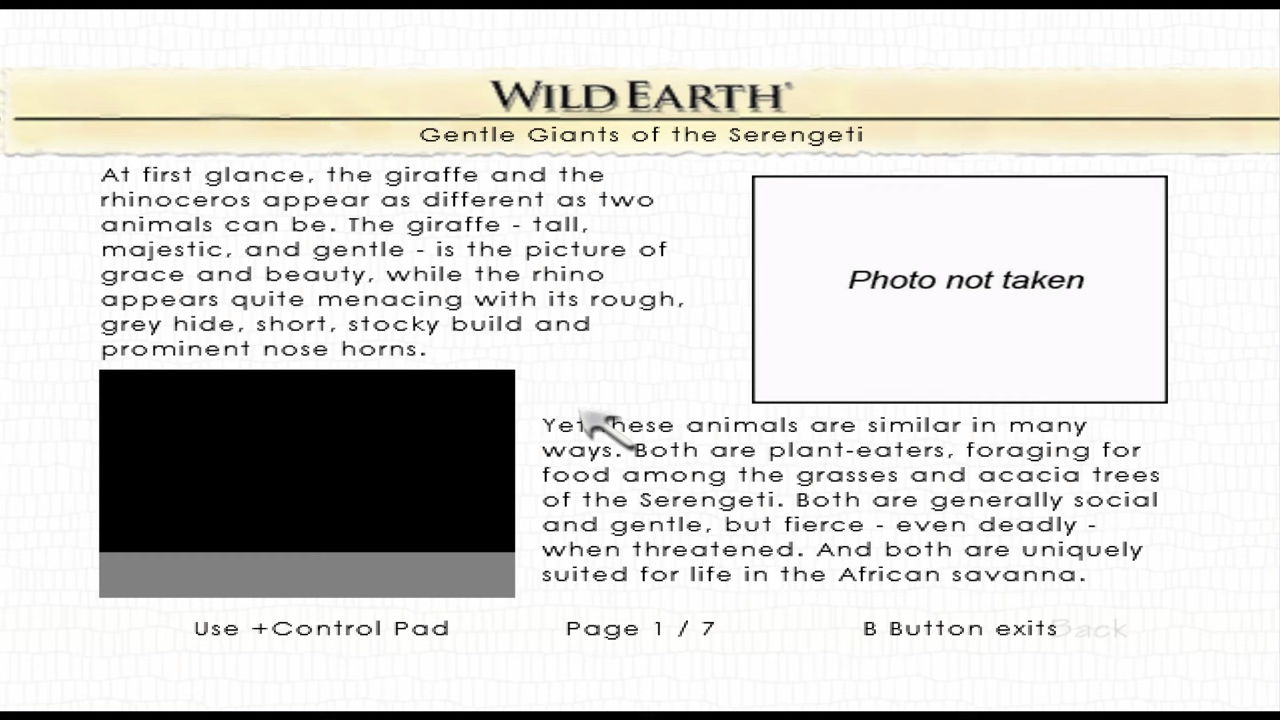 WILD EARTH
Gentle Giants of the Serengeti
At first glance, the giraffe and the
rhinoceros appear as different as two
animals can be. The giraffe - tall,
majestic, and gentle - is the picture of
grace and beauty, while the rhino
appears quite menacing with its rough,
grey hide, short, stocky build and
prominent nose horns.
Photo not taken
Yet these animals are similar in many
ways. Both are plant-eaters, foraging for
food among the grasses and acacia trees
of the Serengeti. Both are generally social
and gentle, but fierce - even deadly -
when threatened. And both are uniquely
suited for life in the African savanna.
Use +Control Pad
Page 1 / 7
B Button exits
Back